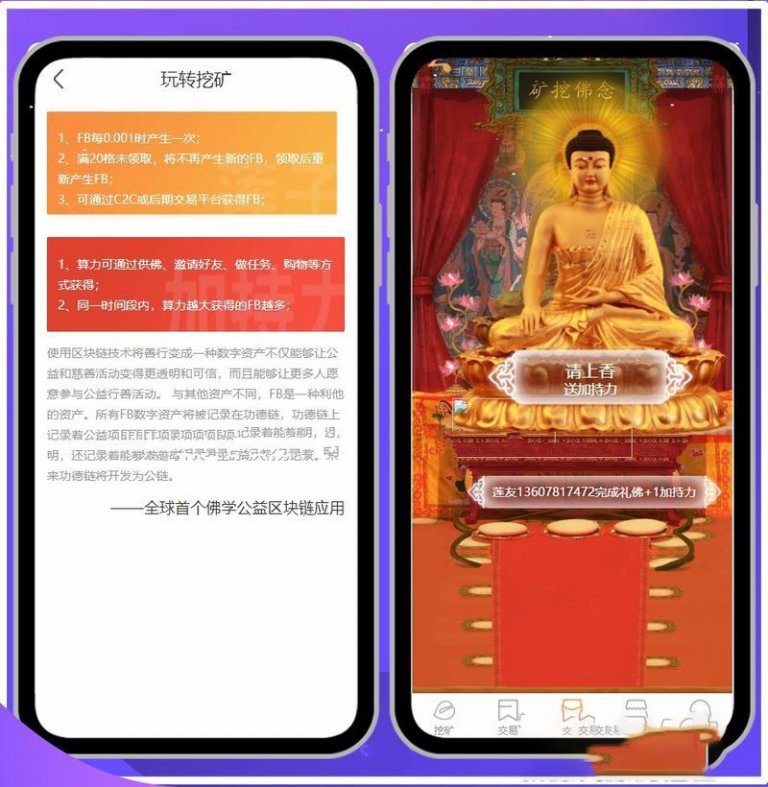 玩转挖矿
1、FB每0.001时产生一次；
2、满20格未领取，将不再产生新的FB，领取后重
新产生FB；
3、可通过C2C或后期交易平台获得FB；
1、算力可通过供佛、邀请好友、做任务、购物等方
式获得；
2、同一时间段内，算力越大获得的FB越多；
加持力
使用区块链技术将善行变成一种数字资产不仅能够让公
益和慈善活动变得更透明和可信，而且能够让更多人愿
意参与公益行善活动。 与其他资产不同，FB是一种利他
的资产。所有FB数字资产将被记录在功德链，功德链上
记录着公益项
明，还记录着能够
来功德链将开发为公链。
——全球首个佛学公益区块链应用
矿挖佛念
请上香
送加持力
莲友13607817472完成礼佛+1加持力
挖矿
交易